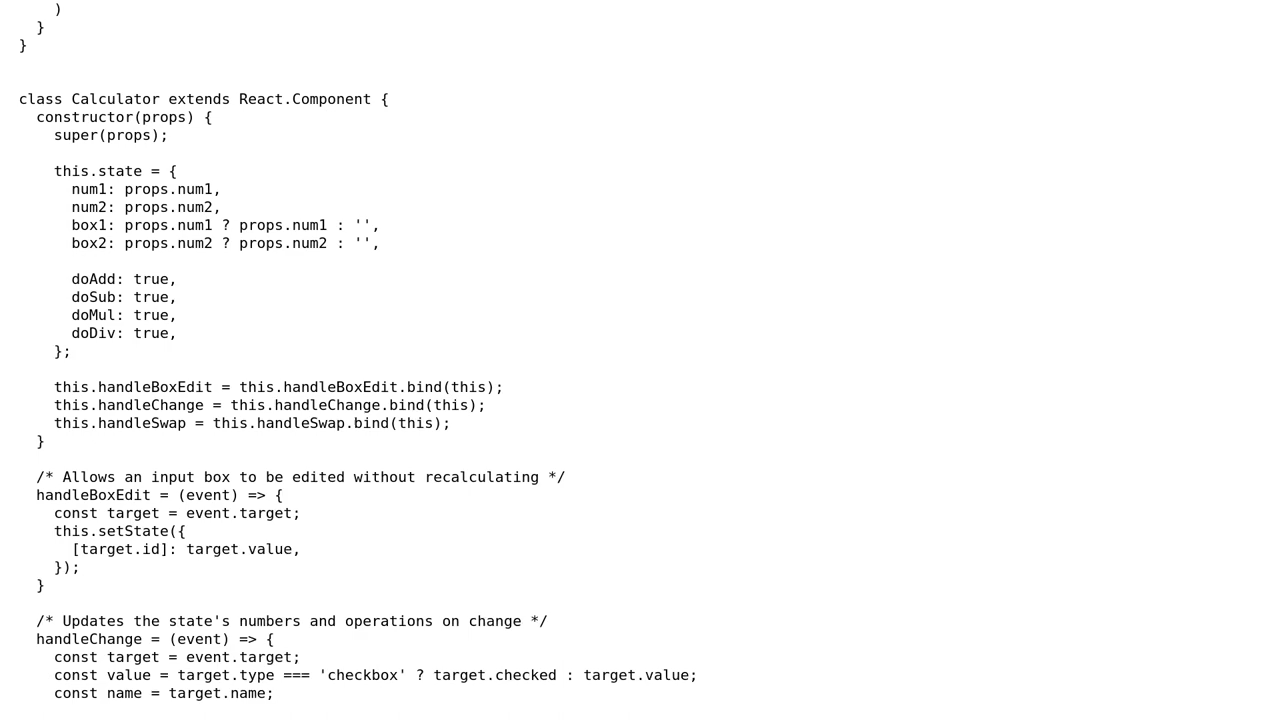 )
  }
}
class Calculator extends React.Component {
  constructor(props) {
    super(props);
    this.state = {
      num1: props.num1,
      num2: props.num2,
      box1: props.num1 ? props.num1 : '',
      box2: props.num2 ? props.num2 : '',
      doAdd: true,
      doSub: true,
      doMul: true,
      doDiv: true,
    };
    this.handleBoxEdit = this.handleBoxEdit.bind(this);
    this.handleChange = this.handleChange.bind(this);
    this.handleSwap = this.handleSwap.bind(this);
  }
  /* Allows an input box to be edited without recalculating */
  handleBoxEdit = (event) => {
    const target = event.target;
    this.setState({
      [target.id]: target.value,
    });
  }
  /* Updates the state's numbers and operations on change */
  handleChange = (event) => {
    const target = event.target;
    const value = target.type === 'checkbox' ? target.checked : target.value;
    const name = target.name;